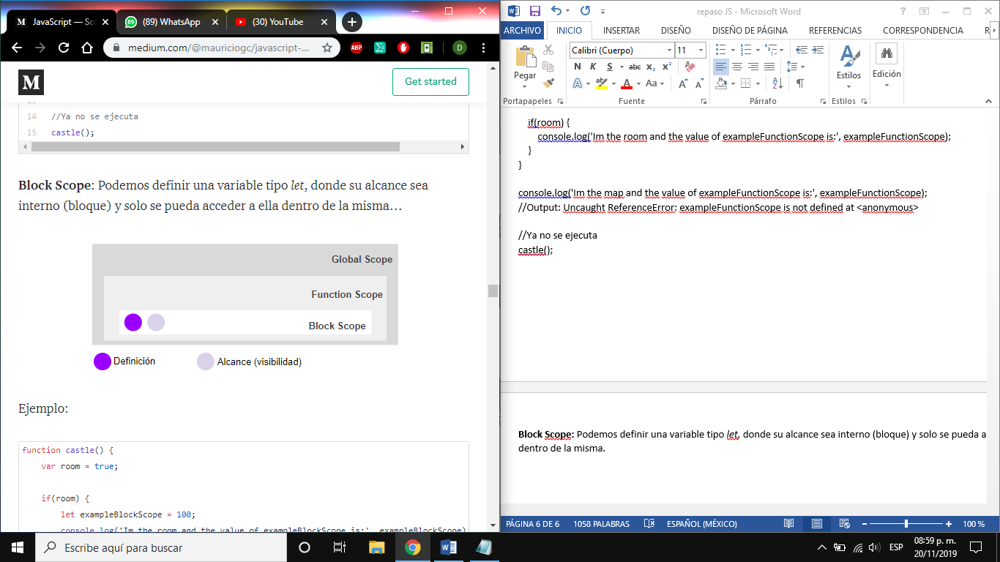 JavaScript — Sc
(89) WhatsApp
(30) YouTube
medium.com/@mauriciogc/javascript-...
ABP
D
M
Get started
14 //Ya no se ejecuta
15 castle();
Block Scope: Podemos definir una variable tipo let, donde su alcance sea
interno (bloque) y solo se pueda acceder a ella dentro de la misma…
Global Scope
Function Scope
Block Scope
Definición
Alcance (visibilidad)
Ejemplo:
function castle() {
var room = true;
if(room) {
let exampleBlockScope = 100;
console.log('Im the room and the value of exampleBlockScope is:', exampleBlockScope);
repaso JS - Microsoft Word
ARCHIVO INICIO INSERTAR DISEÑO DISEÑO DE PÁGINA REFERENCIAS CORRESPONDENCIA R
Calibri (Cuerpo) 11
N K S abc x₂ x²
Pegar
Aa
Estilos
Edición
Portapapeles Fuente Párrafo Estilos
if(room) {
console.log('Im the room and the value of exampleFunctionScope is:', exampleFunctionScope);
}
}
console.log('Im the map and the value of exampleFunctionScope is:', exampleFunctionScope);
//Output: Uncaught ReferenceError: exampleFunctionScope is not defined at <anonymous>
//Ya no se ejecuta
castle();
Block Scope: Podemos definir una variable tipo let, donde su alcance sea interno (bloque) y solo se pueda a
dentro de la misma.
PÁGINA 6 DE 6 1058 PALABRAS ESPAÑOL (MÉXICO) 100 %
Escribe aquí para buscar
ESP
08:59 p. m.
20/11/2019